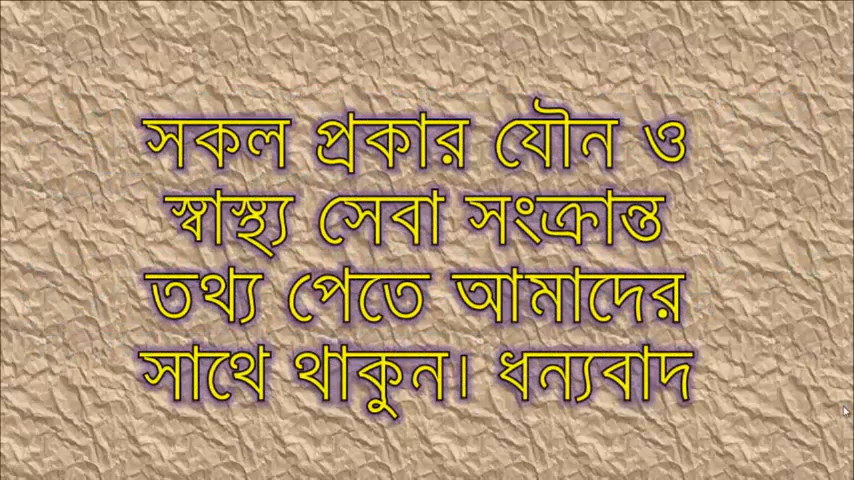 সকল প্রকার যৌন ও
স্বাস্থ্য সেবা সংক্রান্ত
তথ্য পেতে আমাদের
সাথে থাকুন। ধন্যবাদ